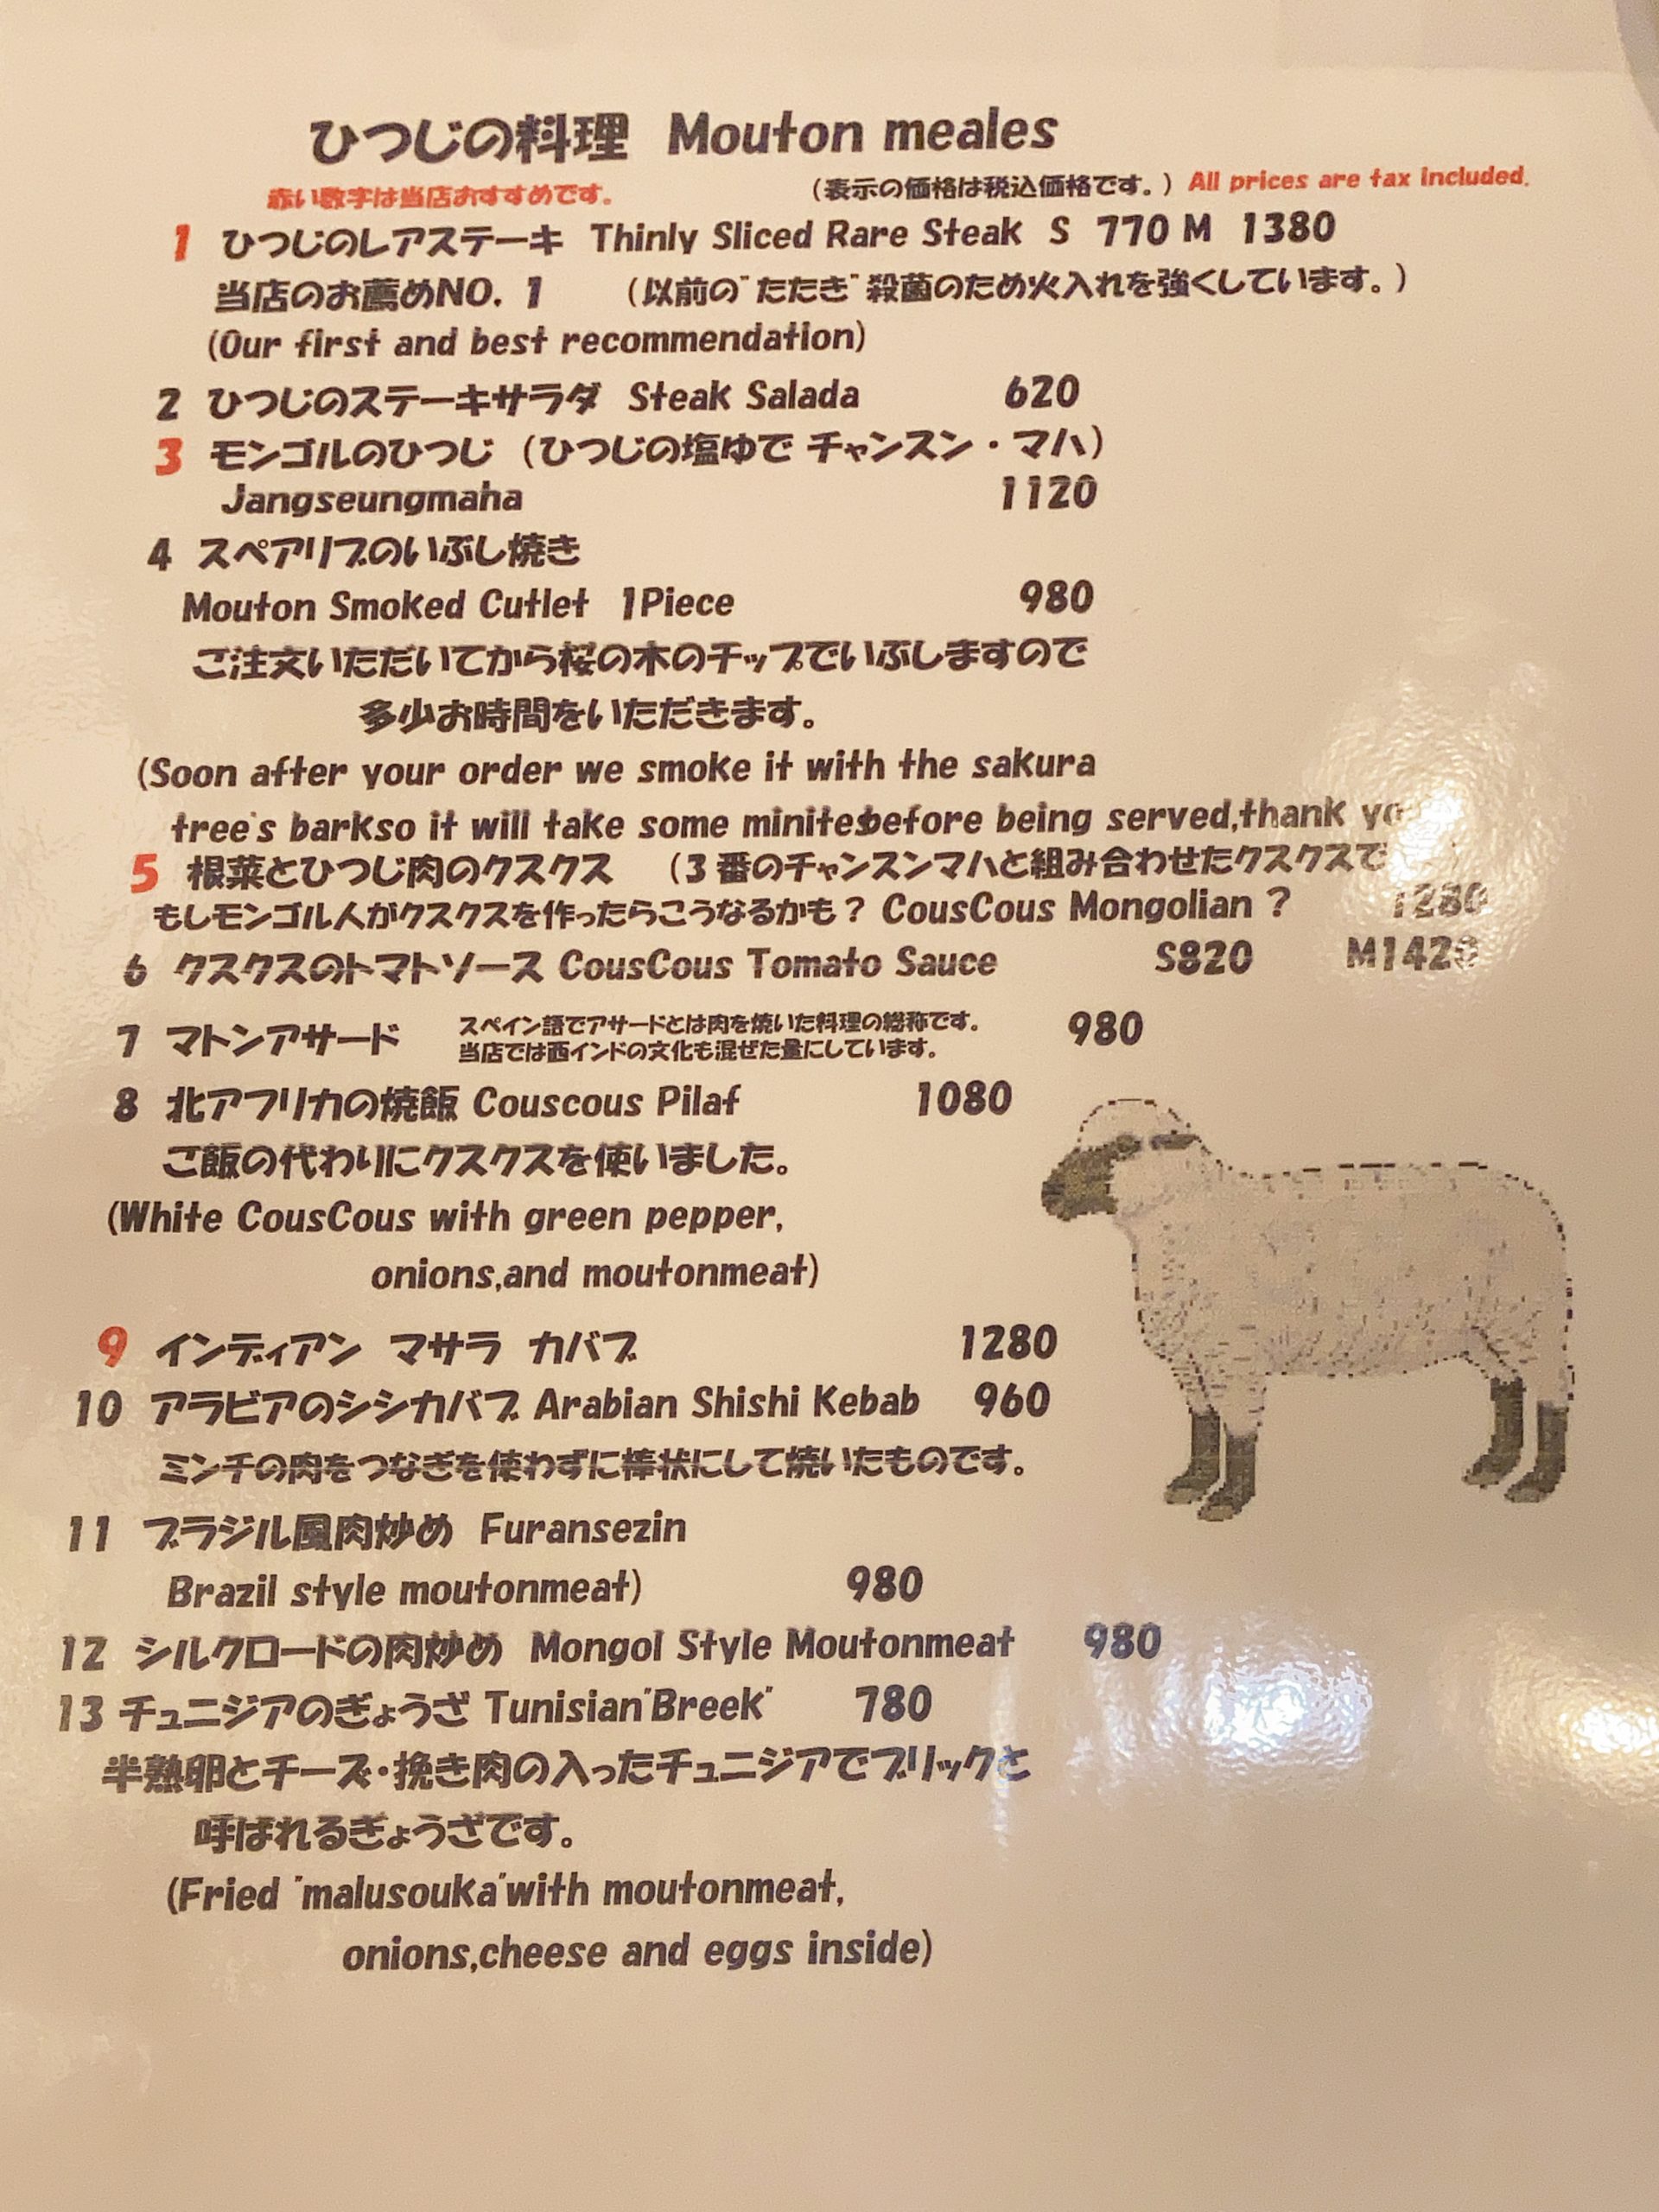 ひつじの料理 Mouton meales
赤い数字は当店おすすめです。 (表示の価格は税込価格です。) All prices are tax included.
1 ひつじのレアステーキ Thinly Sliced Rare Steak S 770 M 1380
当店のお薦めNO. 1 (以前の"たたき"殺菌のため火入れを強くしています。)
(Our first and best recommendation)
2 ひつじのステーキサラダ Steak Salada 620
3 モンゴルのひつじ (ひつじの塩ゆで チャンスン・マハ)
Jangseungmaha 1120
4 スペアリブのいぶし焼き
Mouton Smoked Cutlet 1Piece 980
ご注文いただいてから桜の木のチップでいぶしますので
多少お時間をいただきます。
(Soon after your order we smoke it with the sakura
tree's barkso it will take some minitesbefore being served,thank yo
5 根菜とひつじ肉のクスクス (3番のチャンスンマハと組み合わせたクスクスで
もしモンゴル人がクスクスを作ったらこうなるかも? CousCous Mongolian ? 1280
6 クスクスのトマトソース CousCous Tomato Sauce S820 M1420
7 マトンアサード スペイン語でアサードとは肉を焼いた料理の総称です。 980
当店では西インドの文化も混ぜた量にしています。
8 北アフリカの焼飯 Couscous Pilaf 1080
ご飯の代わりにクスクスを使いました。
(White CousCous with green pepper,
onions,and moutonmeat)
9 インディアン マサラ カバブ 1280
10 アラビアのシシカバブ Arabian Shishi Kebab 960
ミンチの肉をつなぎを使わずに棒状にして焼いたものです。
11 ブラジル風肉炒め Furansezin
Brazil style moutonmeat) 980
12 シルクロードの肉炒め Mongol Style Moutonmeat 980
13 チュニジアのぎょうざ Tunisian"Breek" 780
半熟卵とチーズ・挽き肉の入ったチュニジアでブリックと
呼ばれるぎょうざです。
(Fried "malusouka"with moutonmeat,
onions,cheese and eggs inside)